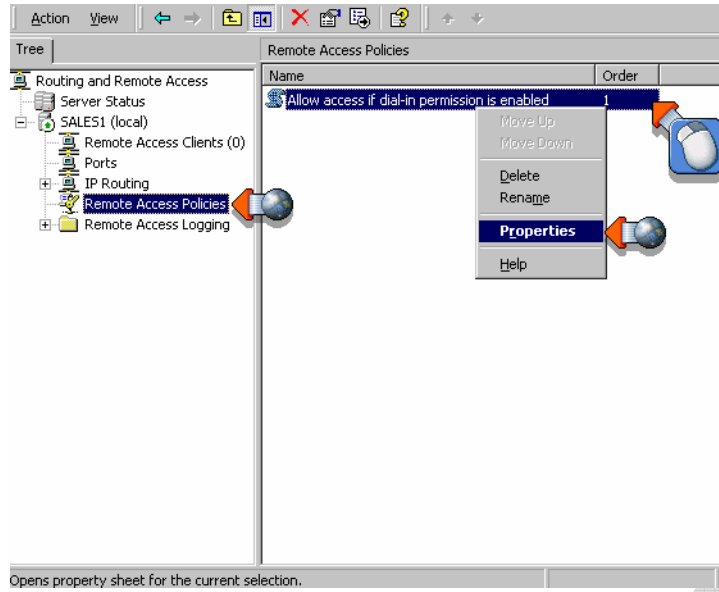 Action View
Tree
Remote Access Policies
Routing and Remote Access
Server Status
SALES1 (local)
Remote Access Clients (0)
Ports
IP Routing
Remote Access Policies
Remote Access Logging
Name Order
Allow access if dial-in permission is enabled 1
Move Up
Move Down
Delete
Rename
Properties
Help
Opens property sheet for the current selection.